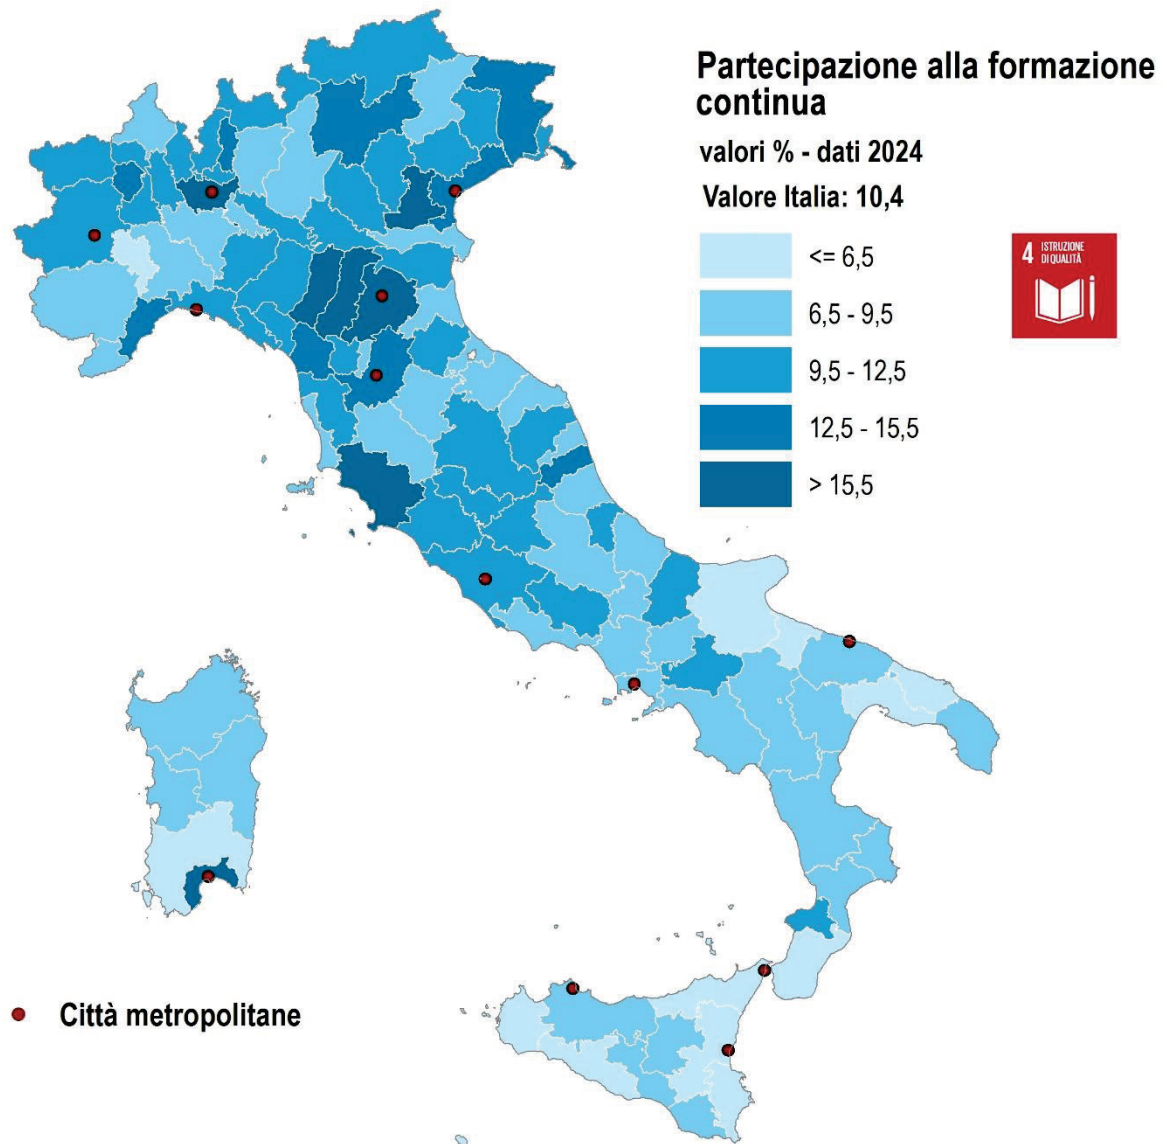 Partecipazione alla formazione
continua
valori % - dati 2024
Valore Italia: 10,4
<= 6,5
6,5 - 9,5
9,5 - 12,5
12,5 - 15,5
> 15,5
4 ISTRUZIONE
DI QUALITÀ
Città metropolitane